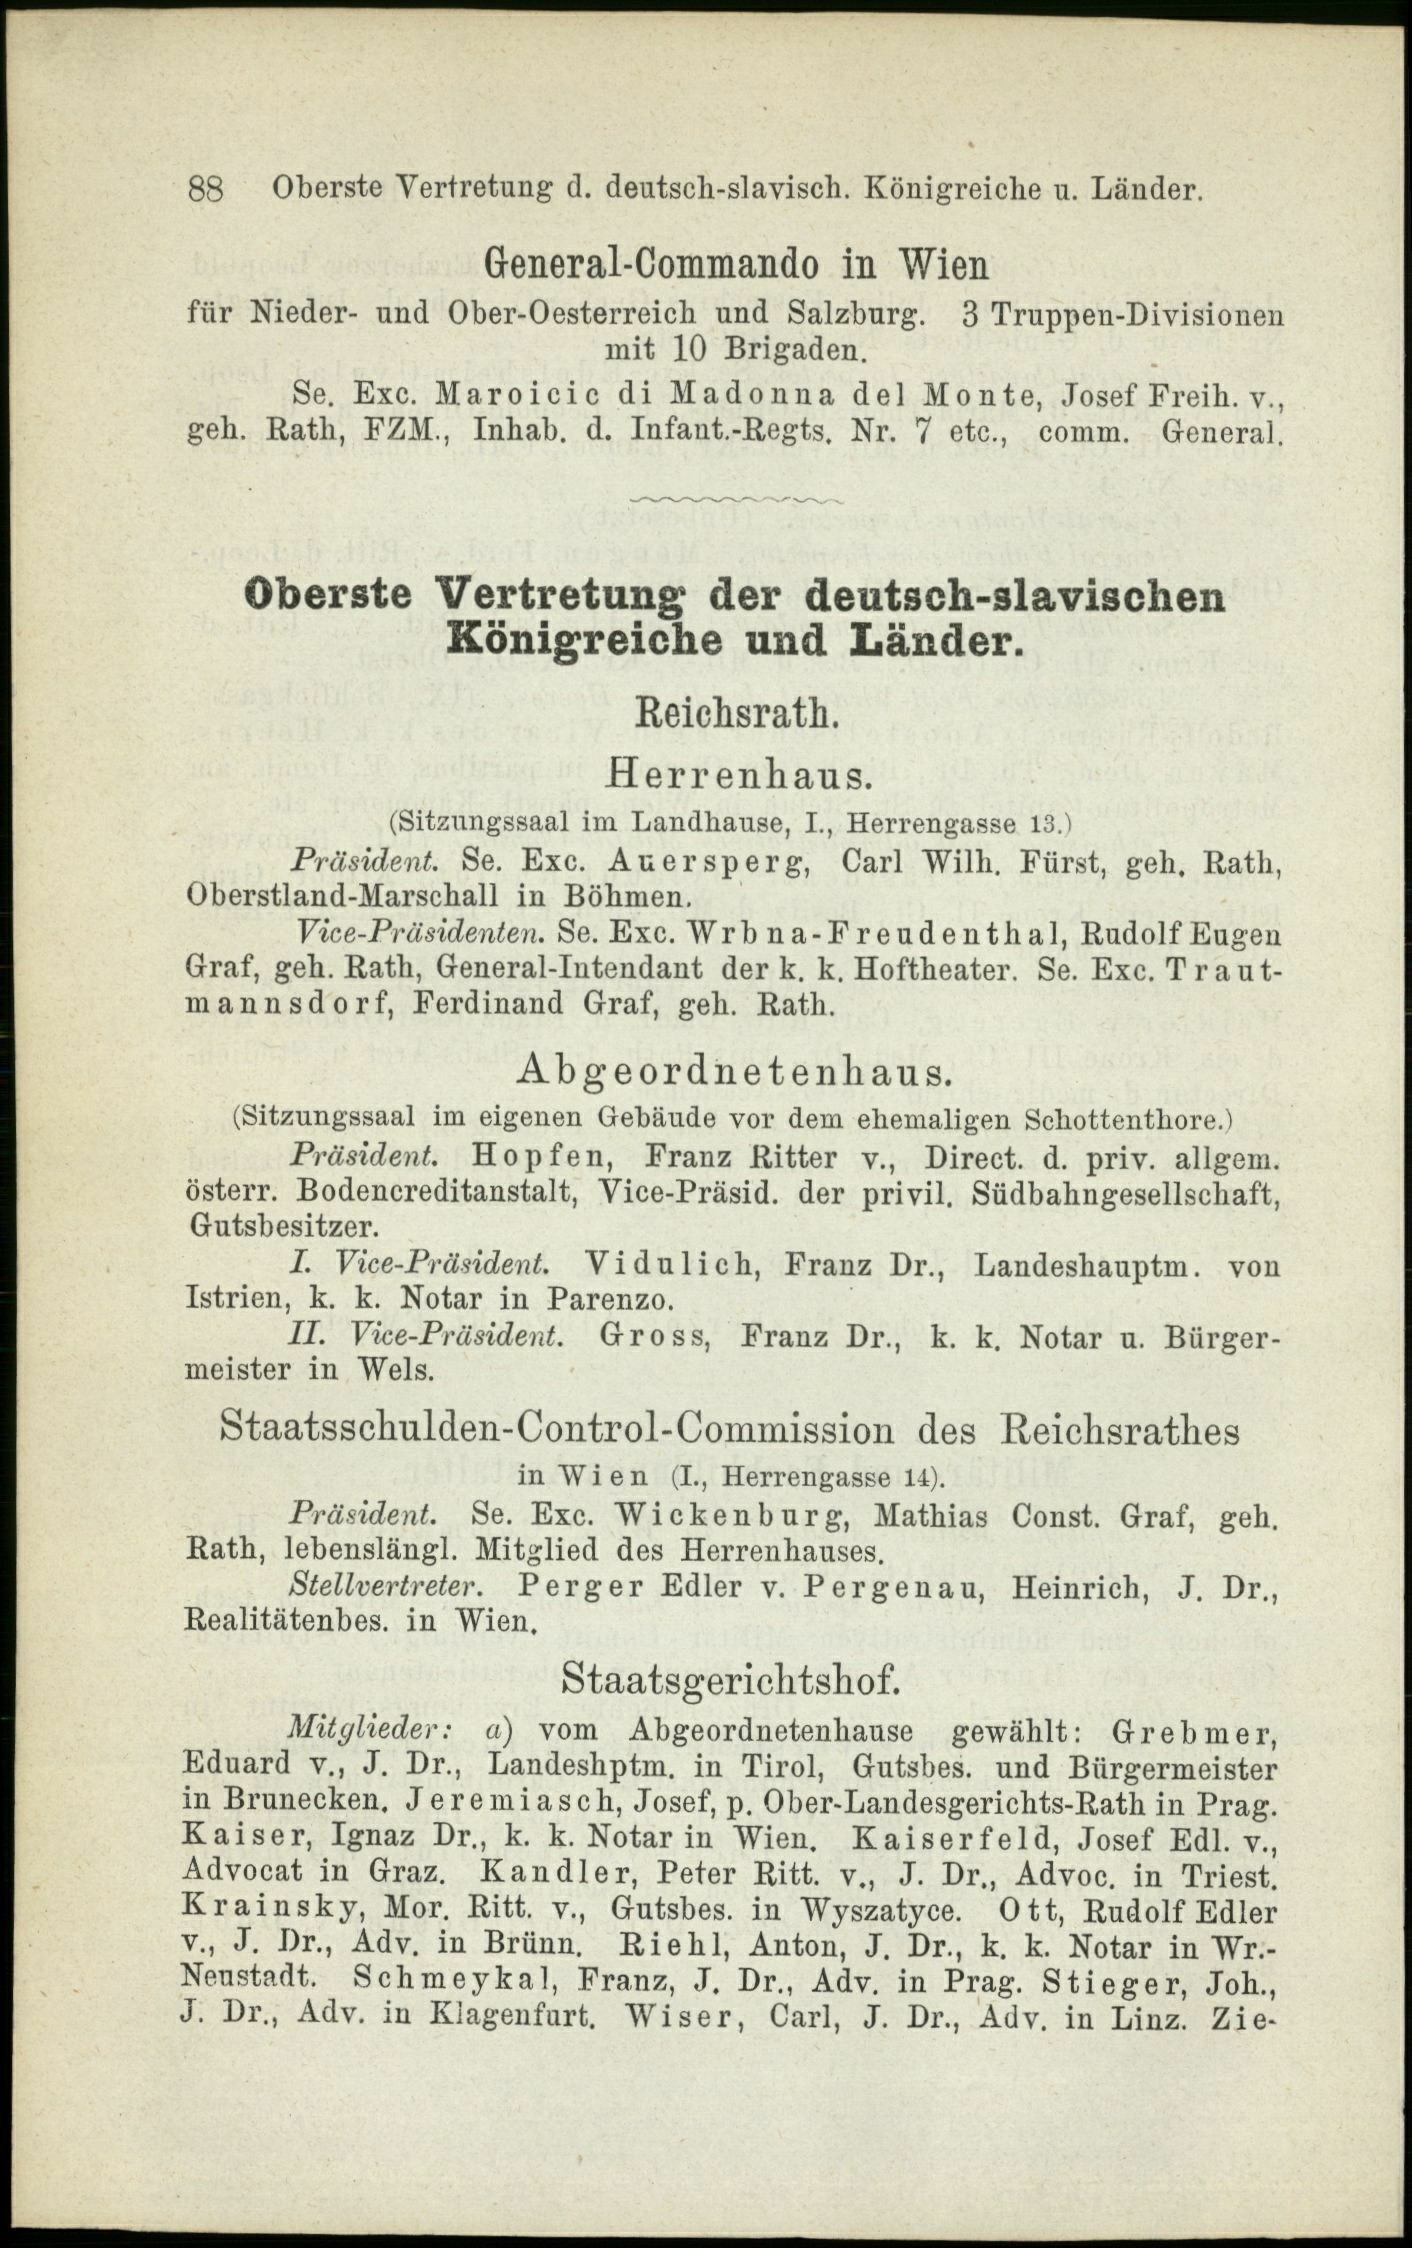 88 Oberste Vertretung d. deutsch-slavisch. Königreiche u. Länder.
General-Commando in Wien
für Nieder- und Ober-Oesterreich und Salzburg. 3 Truppen-Divisionen
mit 10 Brigaden.
Se. Exc. Maroicic di Madonna del Monte, Josef Freih. v.,
geh. Rath, FZM., Inhab. d. Infant.-Regts. Nr. 7 etc., comm. General.
Oberste Vertretung der deutsch-slavischen
Königreiche und Länder.
Reichsrath.
Herrenhaus.
(Sitzungssaal im Landhause, I., Herrengasse 13.)
Präsident. Se. Exc. Auersperg, Carl Wilh. Fürst, geh. Rath,
Oberstland-Marschall in Böhmen.
Vice-Präsidenten. Se. Exc. Wrbna-Freudenthal, Rudolf Eugen
Graf, geh. Rath, General-Intendant der k. k. Hoftheater. Se. Exc. Traut-
mannsdorf, Ferdinand Graf, geh. Rath.
Abgeordnetenhaus.
(Sitzungssaal im eigenen Gebäude vor dem ehemaligen Schottenthore.)
Präsident. Hopfen, Franz Ritter v., Direct. d. priv. allgem.
österr. Bodencreditanstalt, Vice-Präsid. der privil. Südbahngesellschaft,
Gutsbesitzer.
I. Vice-Präsident. Vidulich, Franz Dr., Landeshauptm. von
Istrien, k. k. Notar in Parenzo.
II. Vice-Präsident. Gross, Franz Dr., k. k. Notar u. Bürger-
meister in Wels.
Staatsschulden-Control-Commission des Reichsrathes
in Wien (I., Herrengasse 14).
Präsident. Se. Exc. Wickenburg, Mathias Const. Graf, geh.
Rath, lebenslängl. Mitglied des Herrenhauses.
Stellvertreter. Perger Edler v. Pergenau, Heinrich, J. Dr.,
Realitätenbes. in Wien.
Staatsgerichtshof.
Mitglieder: a) vom Abgeordnetenhause gewählt: Grebmer,
Eduard v., J. Dr., Landeshptm. in Tirol, Gutsbes. und Bürgermeister
in Brunecken. Jeremiasch, Josef, p. Ober-Landesgerichts-Rath in Prag.
Kaiser, Ignaz Dr., k. k. Notar in Wien. Kaiserfeld, Josef Edl. v.,
Advocat in Graz. Kandler, Peter Ritt. v., J. Dr., Advoc. in Triest.
Krainsky, Mor. Ritt. v., Gutsbes. in Wyszatyce. Ott, Rudolf Edler
v., J. Dr., Adv. in Brünn. Riehl, Anton, J. Dr., k. k. Notar in Wr.-
Neustadt. Schmeykal, Franz, J. Dr., Adv. in Prag. Stieger, Joh.,
J. Dr., Adv. in Klagenfurt. Wiser, Carl, J. Dr., Adv. in Linz. Zie-